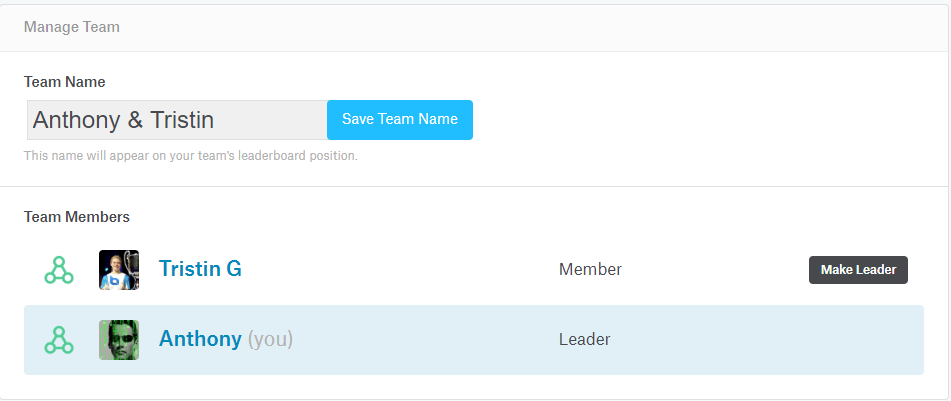 Manage Team
Team Name
Anthony & Tristin
Save Team Name
This name will appear on your team's leaderboard position.
Team Members
Tristin G
Member
Make Leader
Anthony (you)
Leader